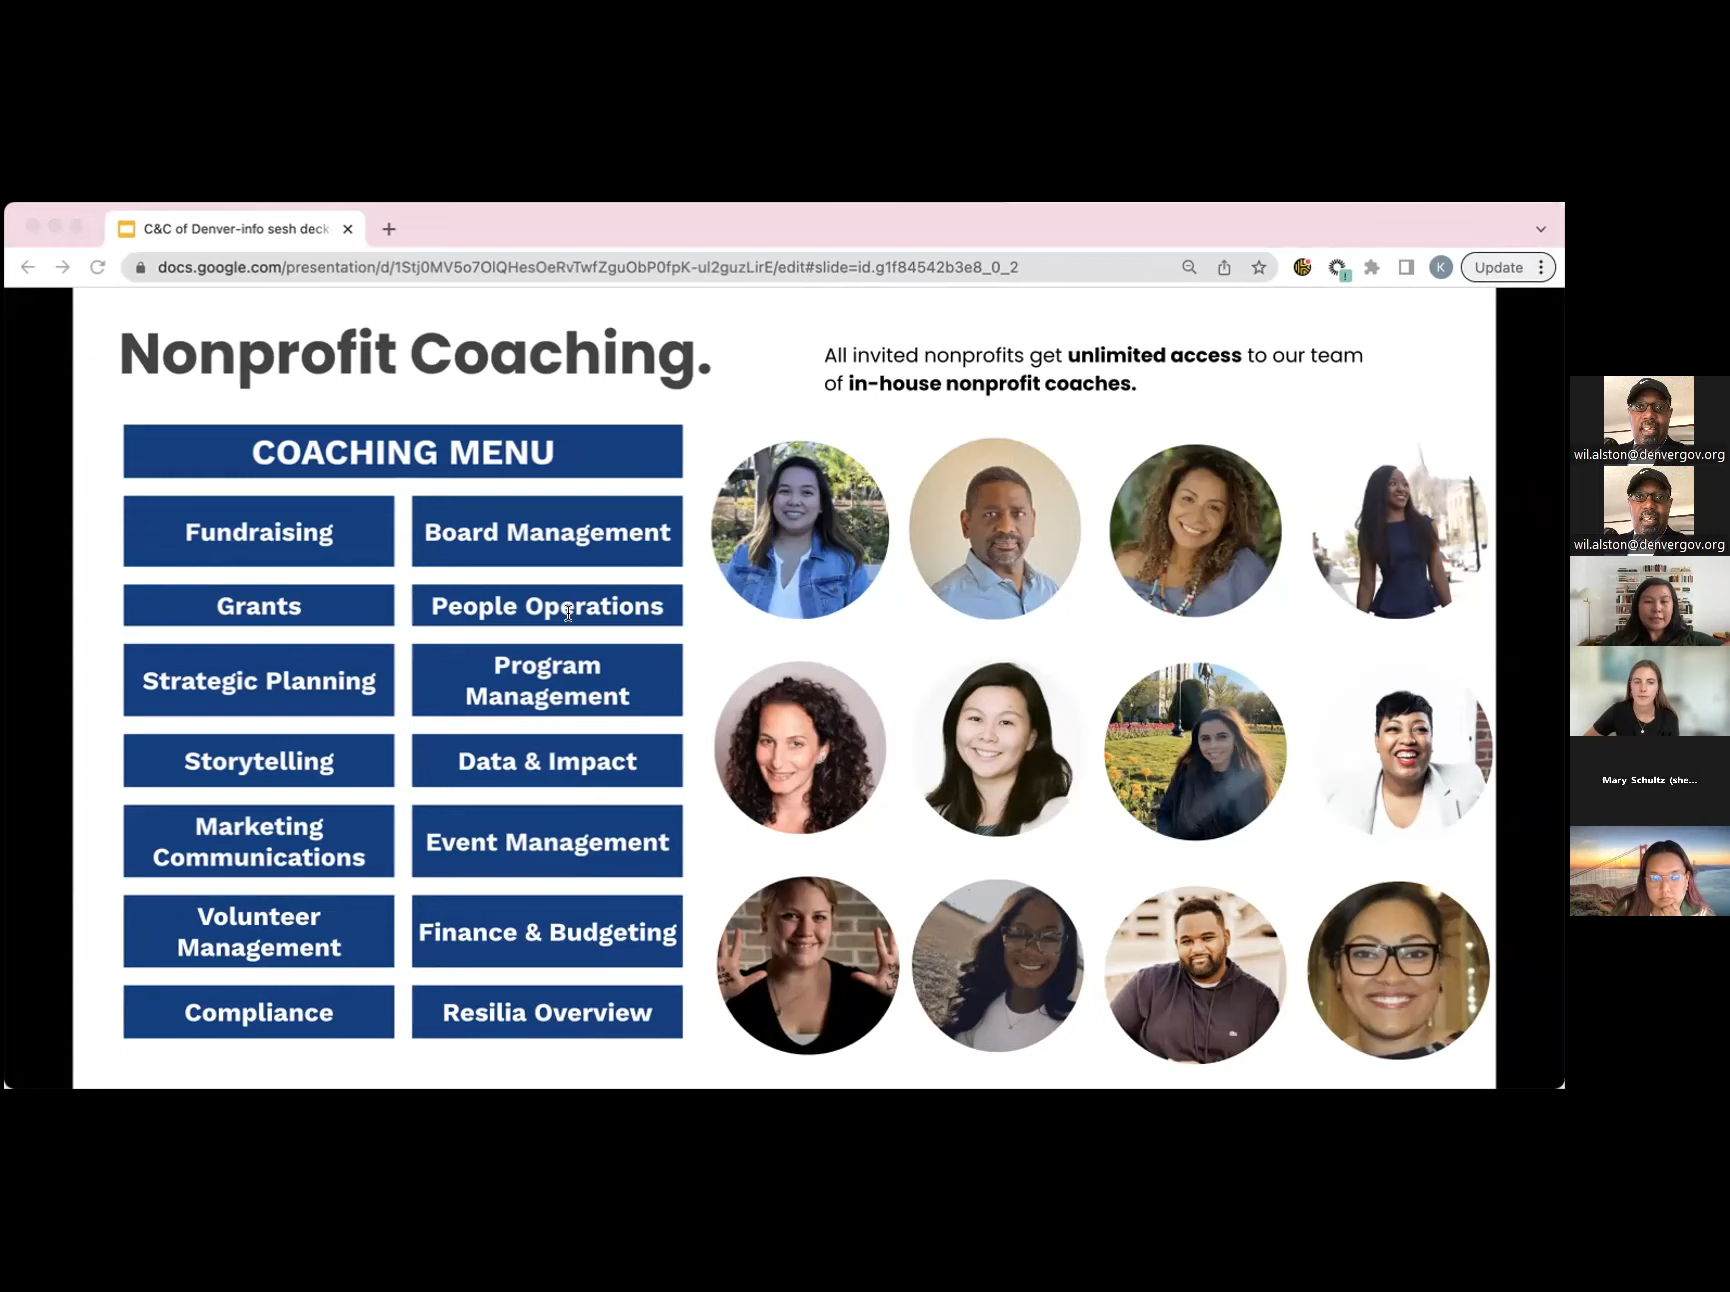 C&C of Denver-info sesh deck
docs.google.com/presentation/d/1Stj0MV5o7OlQHesOeRvTwfZguObP0fpK-ul2guzLirE/edit#slide=id.g1f84542b3e8_0_2
K
Update
Nonprofit Coaching.
All invited nonprofits get unlimited access to our team
of in-house nonprofit coaches.
COACHING MENU
Fundraising
Board Management
Grants
People Operations
Strategic Planning
Program
Management
Storytelling
Data & Impact
Marketing
Communications
Event Management
Volunteer
Management
Finance & Budgeting
Compliance
Resilia Overview
wil.alston@denvergov.org
wil.alston@denvergov.org
Mary Schultz (she...